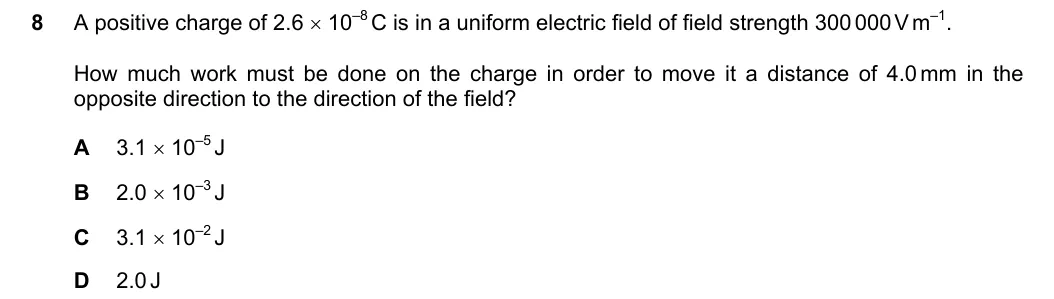 8 A positive charge of 2.6 × 10⁻⁸ C is in a uniform electric field of field strength 300 000 V m⁻¹.
How much work must be done on the charge in order to move it a distance of 4.0 mm in the
opposite direction to the direction of the field?
A 3.1 × 10⁻⁵ J
B 2.0 × 10⁻³ J
C 3.1 × 10⁻² J
D 2.0 J